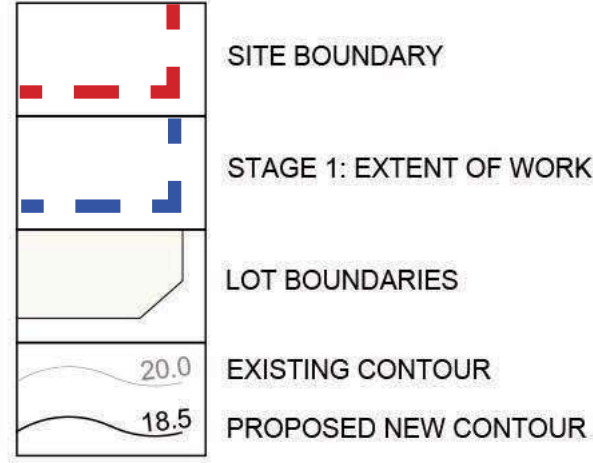 SITE BOUNDARY
STAGE 1: EXTENT OF WORK
LOT BOUNDARIES
20.0 EXISTING CONTOUR
18.5 PROPOSED NEW CONTOUR